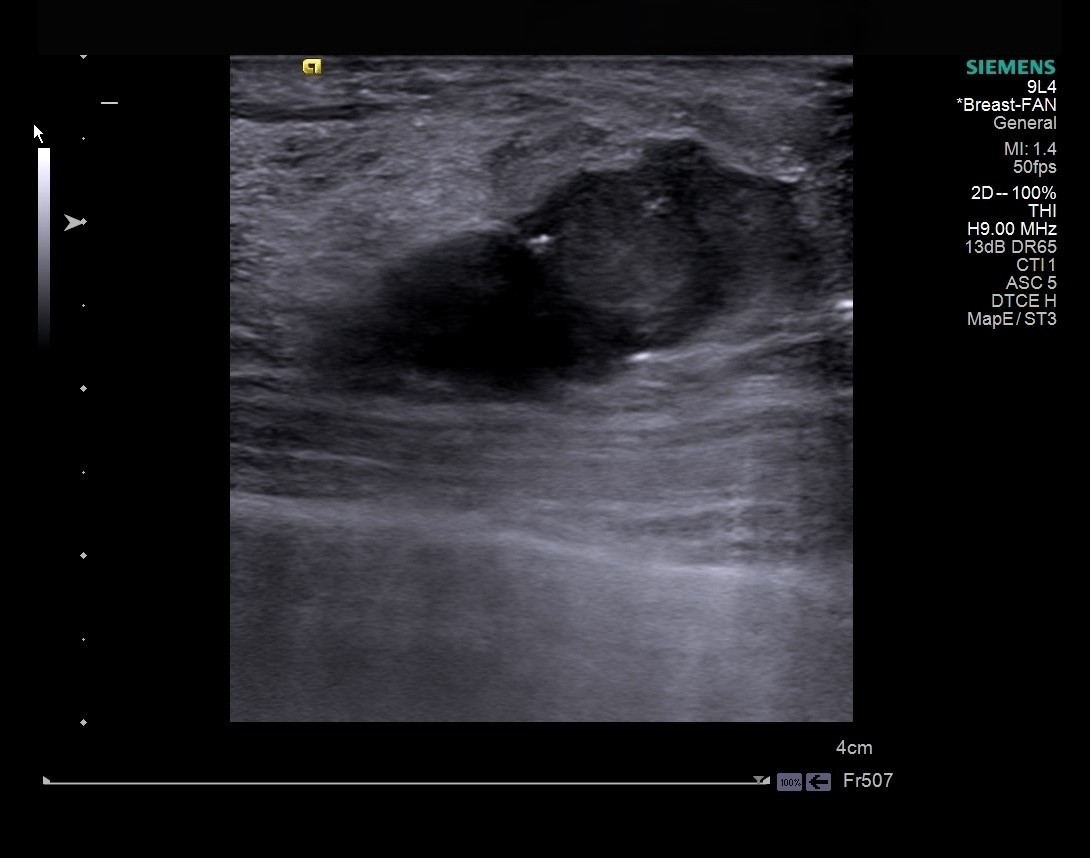 SIEMENS
9L4
*Breast-FAN
General
MI: 1.4
50fps
2D--100%
THI
H9.00 MHz
13dB DR65
CTI 1
ASC 5
DTCE H
MapE / ST3
4cm
100%
Fr507